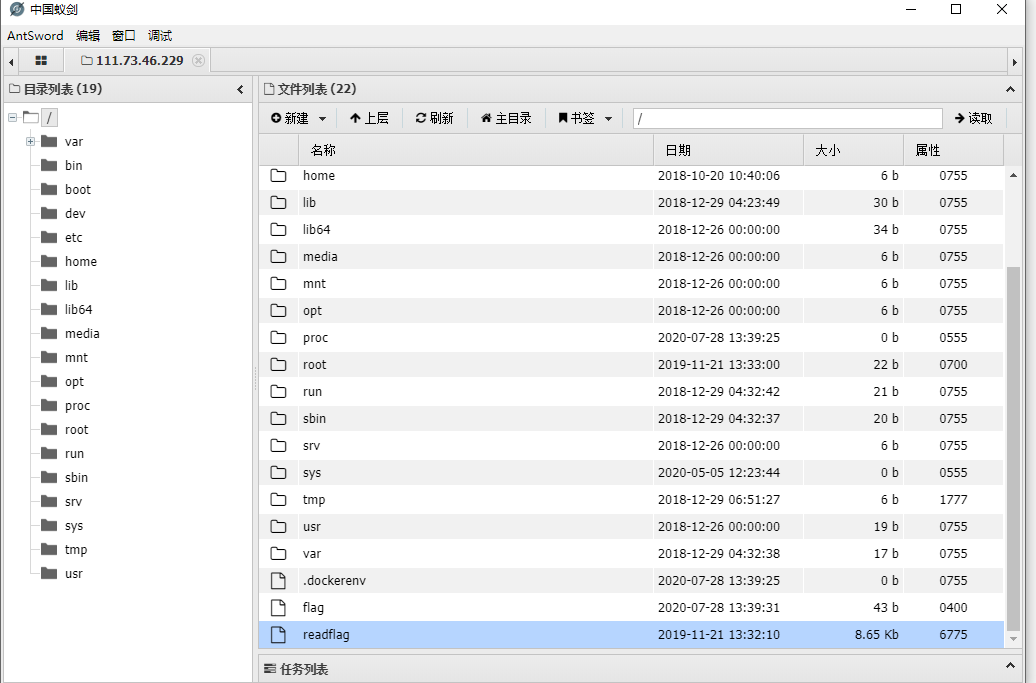 中国蚁剑
AntSword 编辑 窗口 调试
111.73.46.229
目录列表 (19)
/
var
bin
boot
dev
etc
home
lib
lib64
media
mnt
opt
proc
root
run
sbin
srv
sys
tmp
usr
文件列表 (22)
新建 上层 刷新 主目录 书签 / 读取
名称 日期 大小 属性
home 2018-10-20 10:40:06 6 b 0755
lib 2018-12-29 04:23:49 30 b 0755
lib64 2018-12-26 00:00:00 34 b 0755
media 2018-12-26 00:00:00 6 b 0755
mnt 2018-12-26 00:00:00 6 b 0755
opt 2018-12-26 00:00:00 6 b 0755
proc 2020-07-28 13:39:25 0 b 0555
root 2019-11-21 13:33:00 22 b 0700
run 2018-12-29 04:32:42 21 b 0755
sbin 2018-12-29 04:32:37 20 b 0755
srv 2018-12-26 00:00:00 6 b 0755
sys 2020-05-05 12:23:44 0 b 0555
tmp 2018-12-29 06:51:27 6 b 1777
usr 2018-12-26 00:00:00 19 b 0755
var 2018-12-29 04:32:38 17 b 0755
.dockerenv 2020-07-28 13:39:25 0 b 0755
flag 2020-07-28 13:39:31 43 b 0400
readflag 2019-11-21 13:32:10 8.65 Kb 6775
任务列表